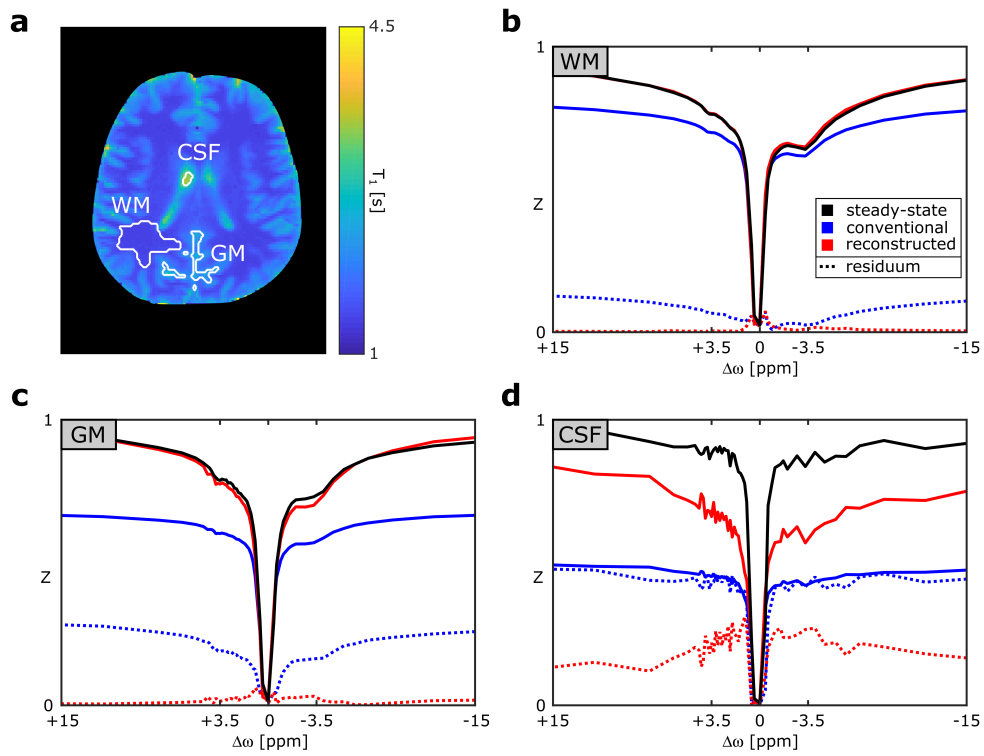 a
CSF
WM
GM
4.5
T1 [s]
1
b
WM
1
Z
0
steady-state
conventional
reconstructed
residuum
+15
+3.5
0
-3.5
-15
Δω [ppm]
c
GM
1
Z
0
+15
+3.5
0
-3.5
-15
Δω [ppm]
d
CSF
1
Z
0
+15
+3.5
0
-3.5
-15
Δω [ppm]